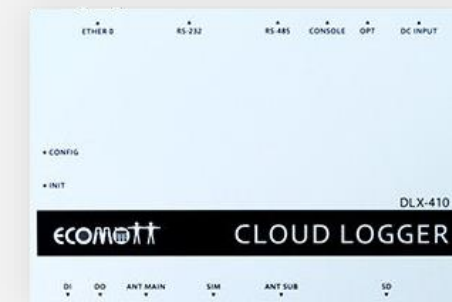 ETHER 0 RS-232 RS-485 CONSOLE OPT DC INPUT
CONFIG
INIT
DLX-410
ecomott CLOUD LOGGER
DI DO ANT MAIN SIM ANT SUB SD